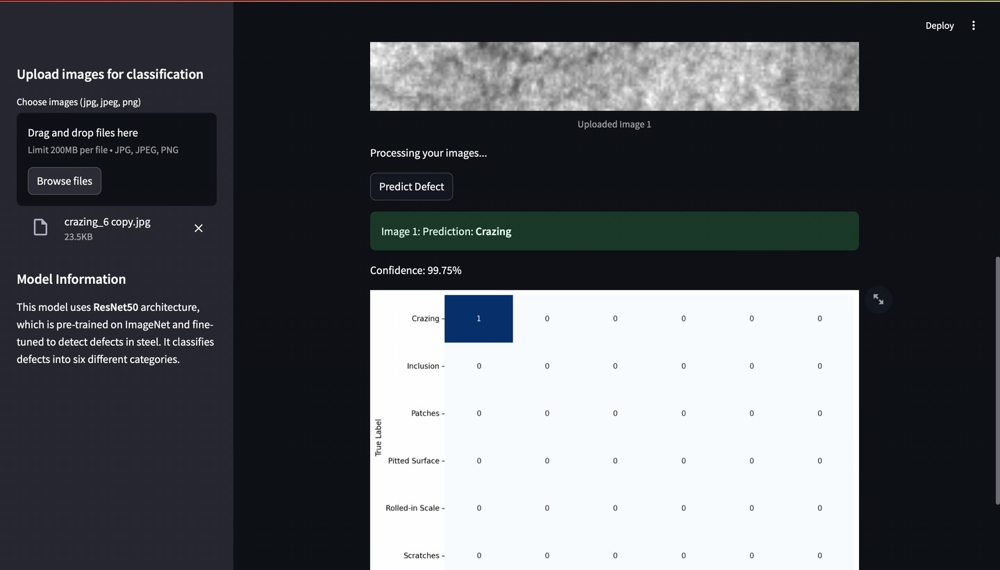 Deploy
Upload images for classification
Choose images (jpg, jpeg, png)
Drag and drop files here
Limit 200MB per file • JPG, JPEG, PNG
Browse files
crazing_6 copy.jpg
23.5KB
Model Information
This model uses ResNet50 architecture,
which is pre-trained on ImageNet and fine-
tuned to detect defects in steel. It classifies
defects into six different categories.
Uploaded Image 1
Processing your images...
Predict Defect
Image 1: Prediction: Crazing
Confidence: 99.75%
True Label
Crazing 1 0 0 0 0 0
Inclusion 0 0 0 0 0 0
Patches 0 0 0 0 0 0
Pitted Surface 0 0 0 0 0 0
Rolled-in Scale 0 0 0 0 0 0
Scratches 0 0 0 0 0 0